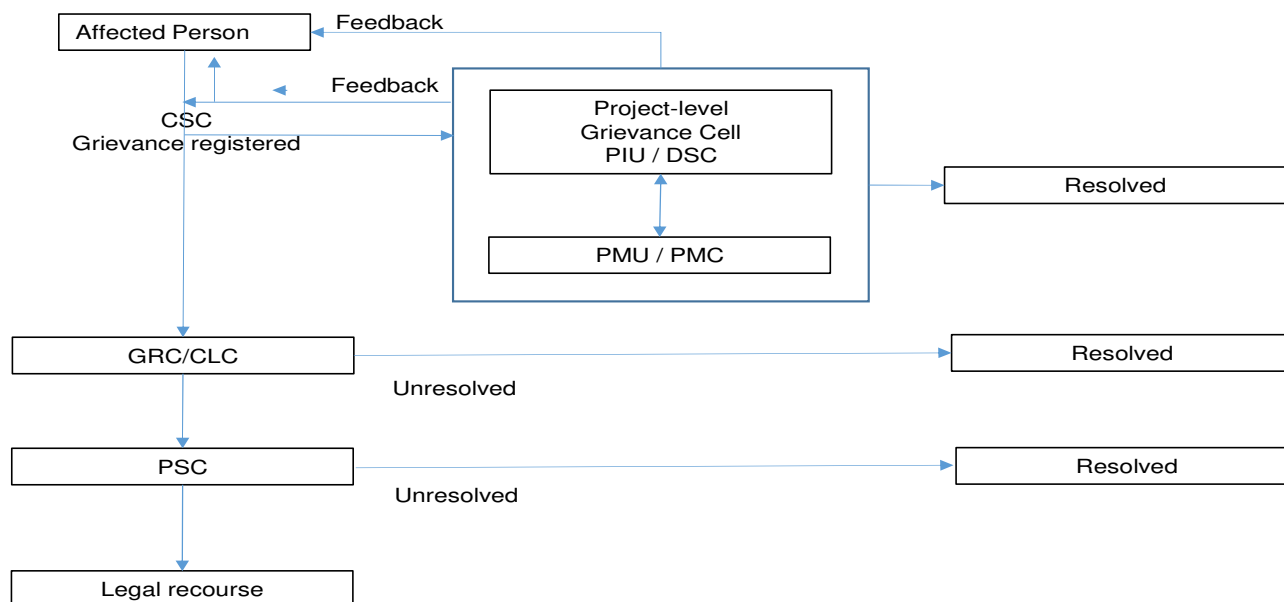 Feedback
Affected Person
Feedback
CSC
Grievance registered
Project-level
Grievance Cell
PIU / DSC
Resolved
PMU / PMC
GRC/CLC
Resolved
Unresolved
PSC
Resolved
Unresolved
Legal recourse